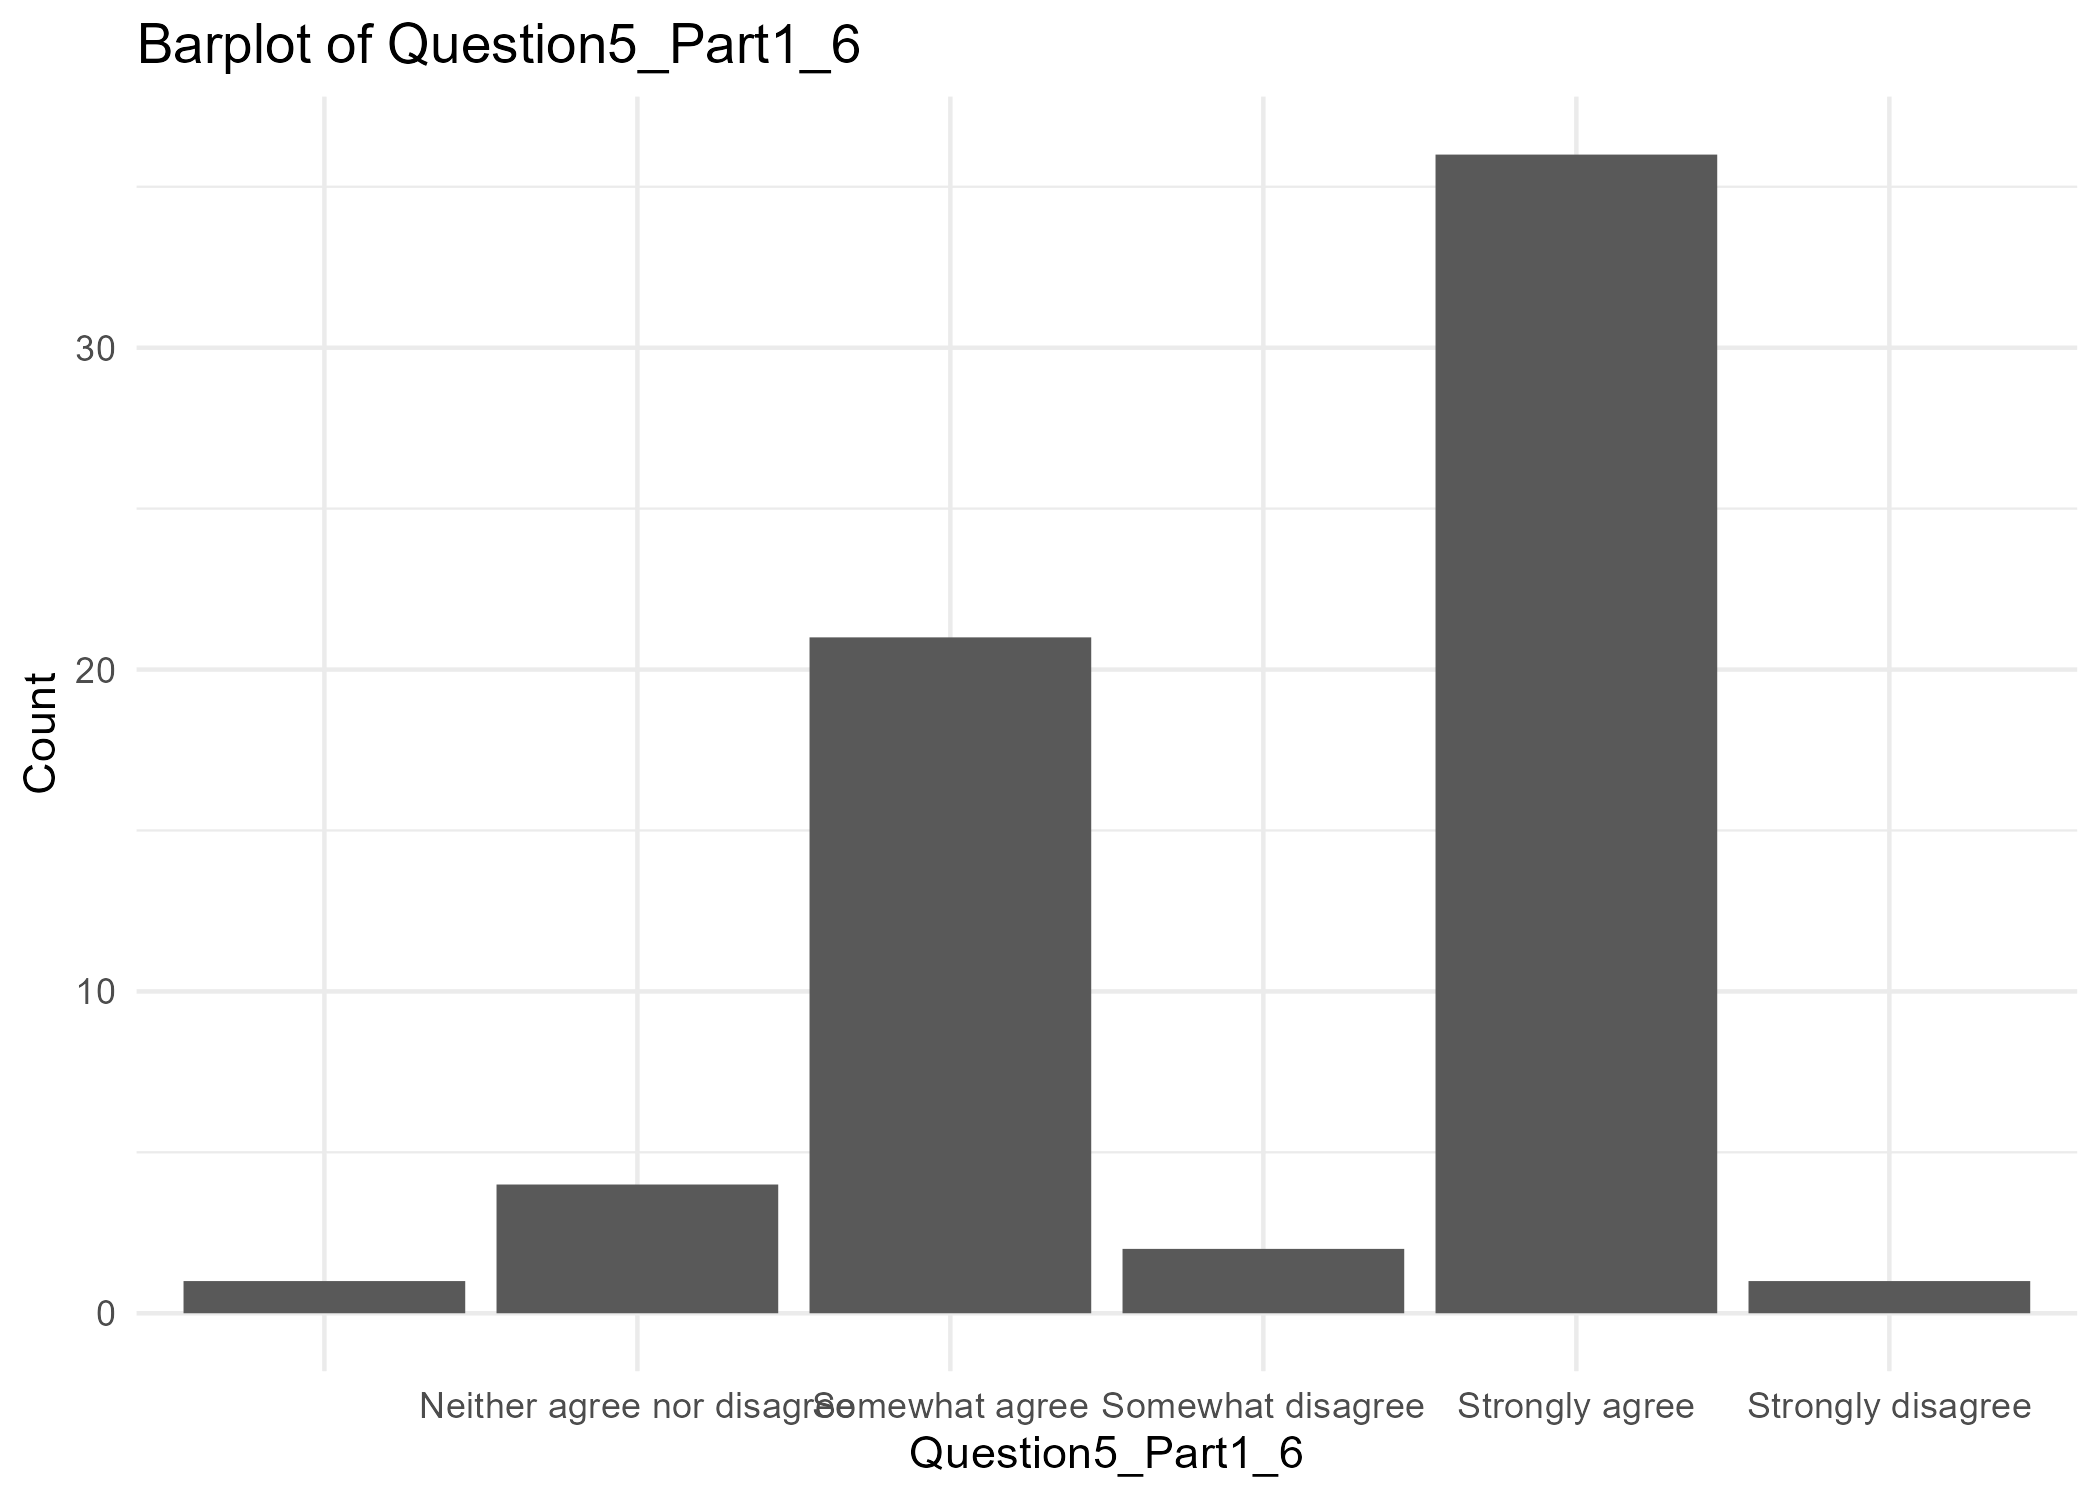 Barplot of Question5_Part1_6
30
20
10
0
Count
Neither agree nor disagree Somewhat agree Somewhat disagree Strongly agree Strongly disagree
Question5_Part1_6